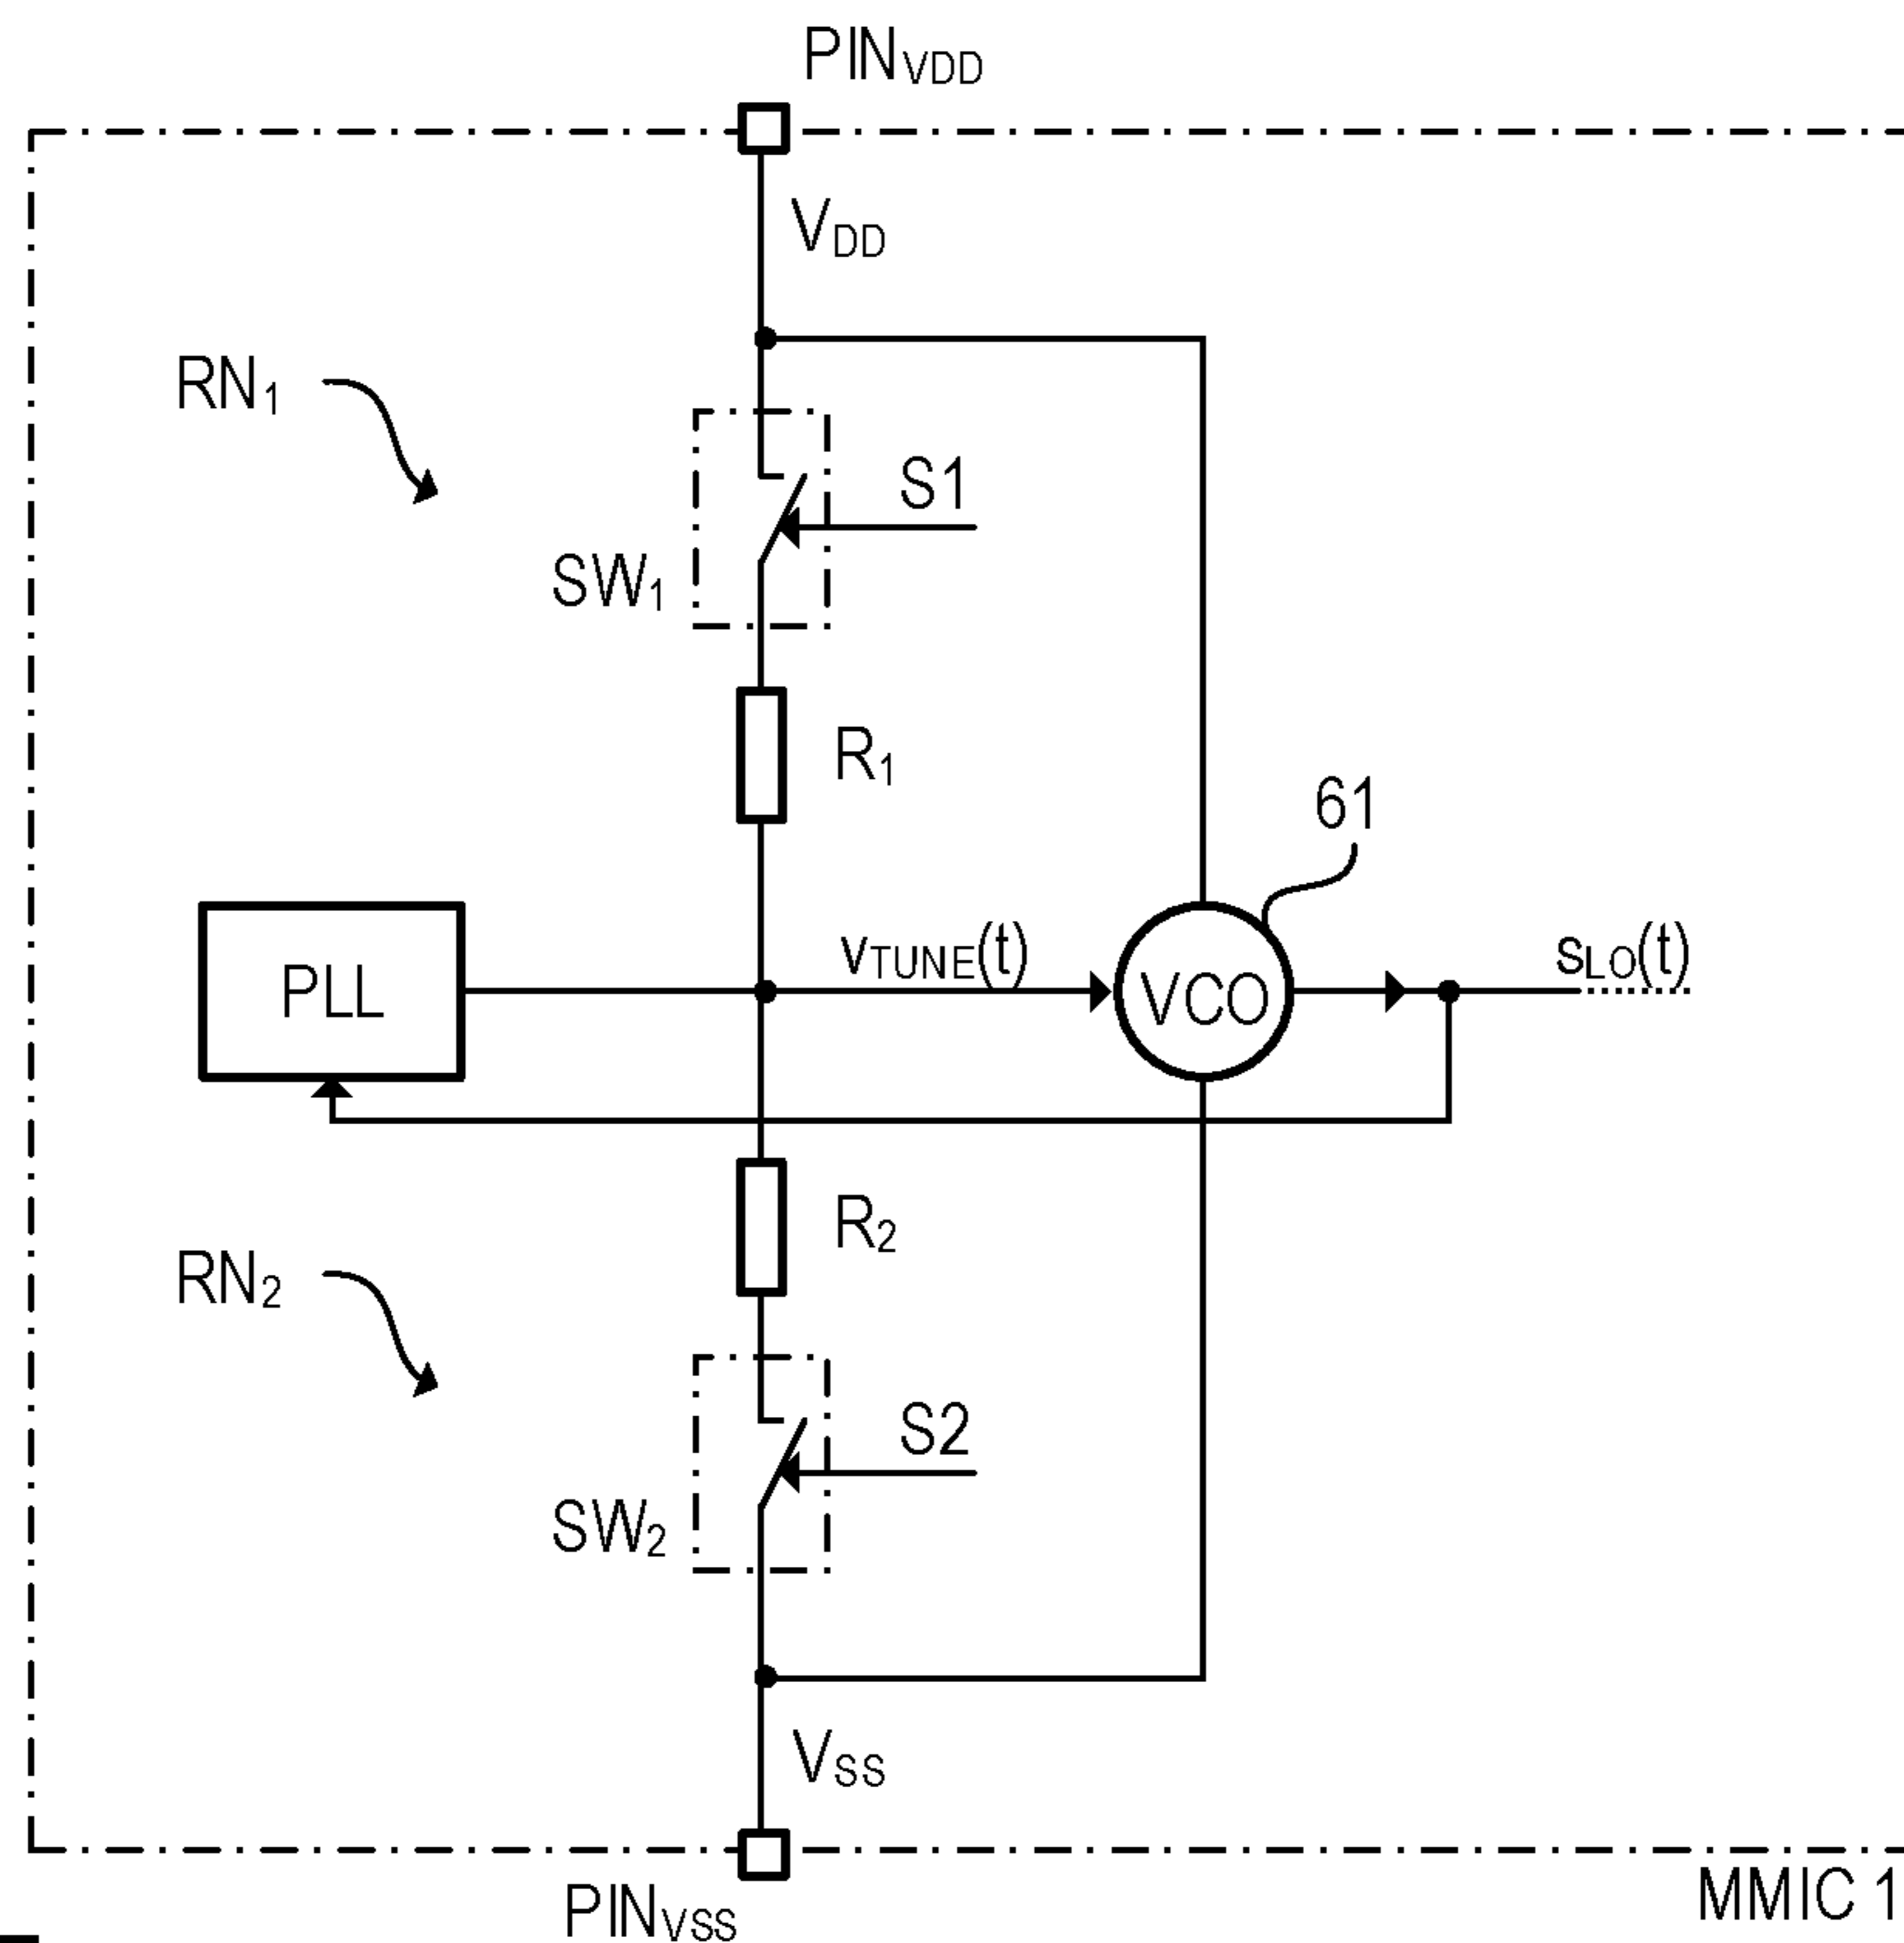 PINVDD
VDD
RN1
S1
SW1
R1
61
PLL
vTUNE(t)
VCO
sLO(t)
R2
RN2
S2
SW2
VSS
PINVSS
MMIC 1